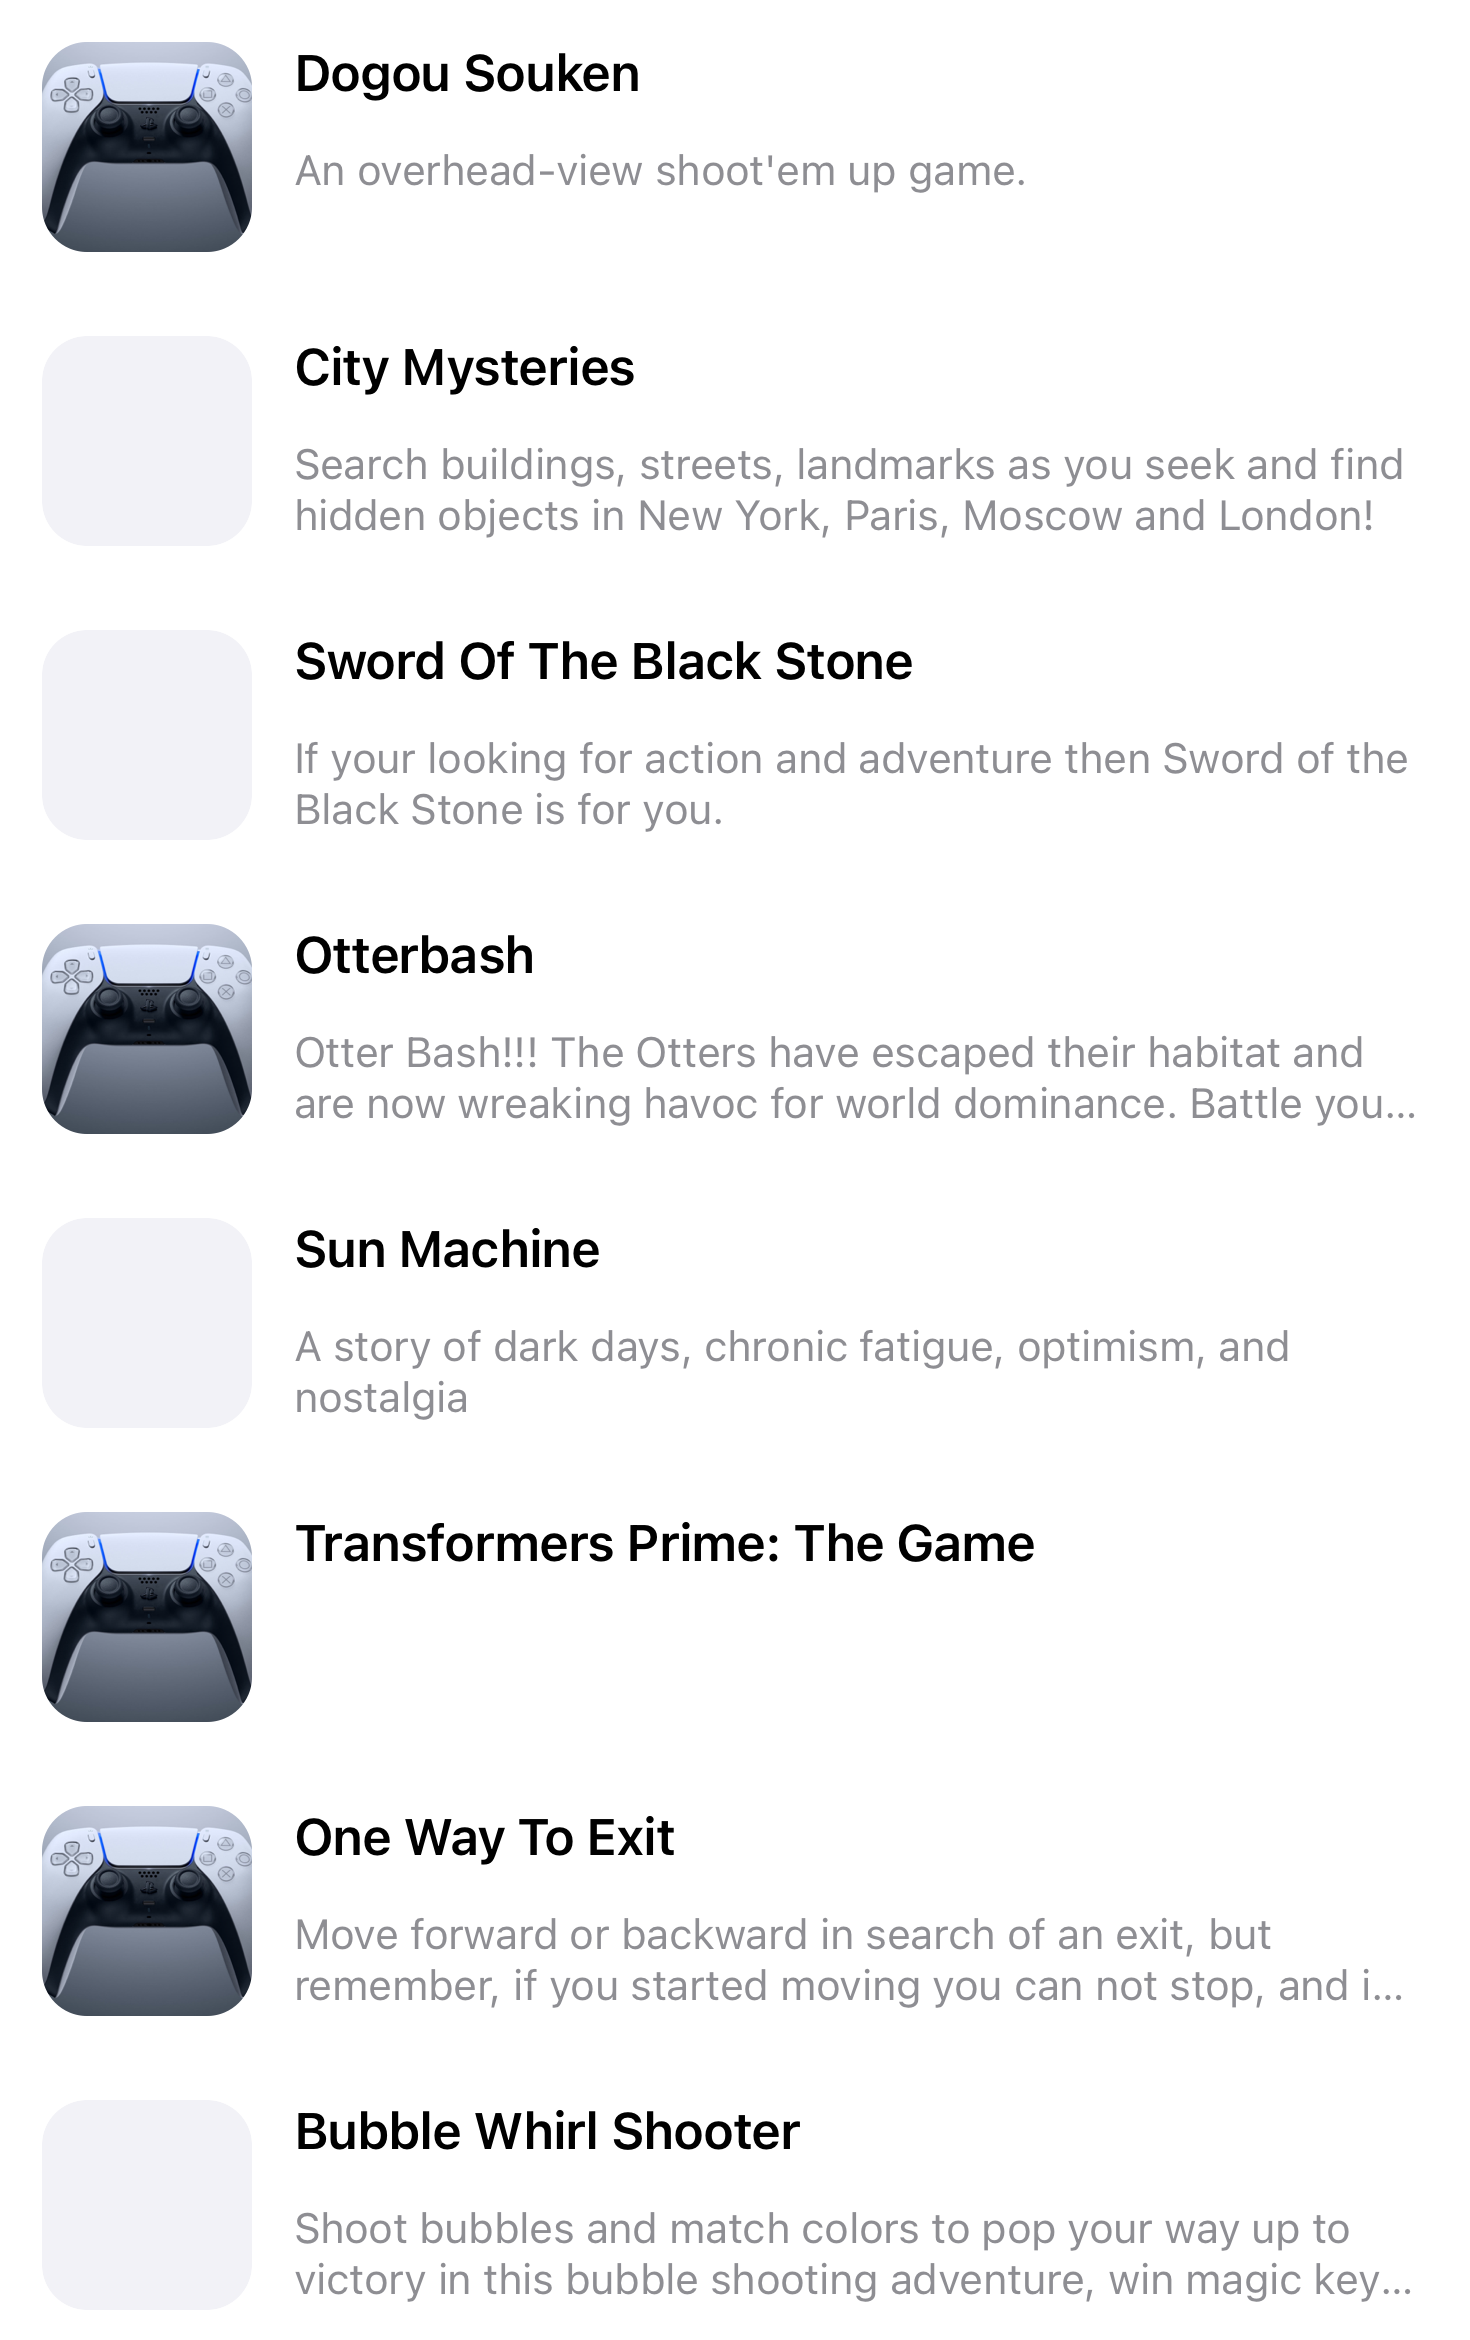 Dogou Souken
An overhead-view shoot'em up game.
City Mysteries
Search buildings, streets, landmarks as you seek and find
hidden objects in New York, Paris, Moscow and London!
Sword Of The Black Stone
If your looking for action and adventure then Sword of the
Black Stone is for you.
Otterbash
Otter Bash!!! The Otters have escaped their habitat and
are now wreaking havoc for world dominance. Battle you...
Sun Machine
A story of dark days, chronic fatigue, optimism, and
nostalgia
Transformers Prime: The Game
One Way To Exit
Move forward or backward in search of an exit, but
remember, if you started moving you can not stop, and i...
Bubble Whirl Shooter
Shoot bubbles and match colors to pop your way up to
victory in this bubble shooting adventure, win magic key...